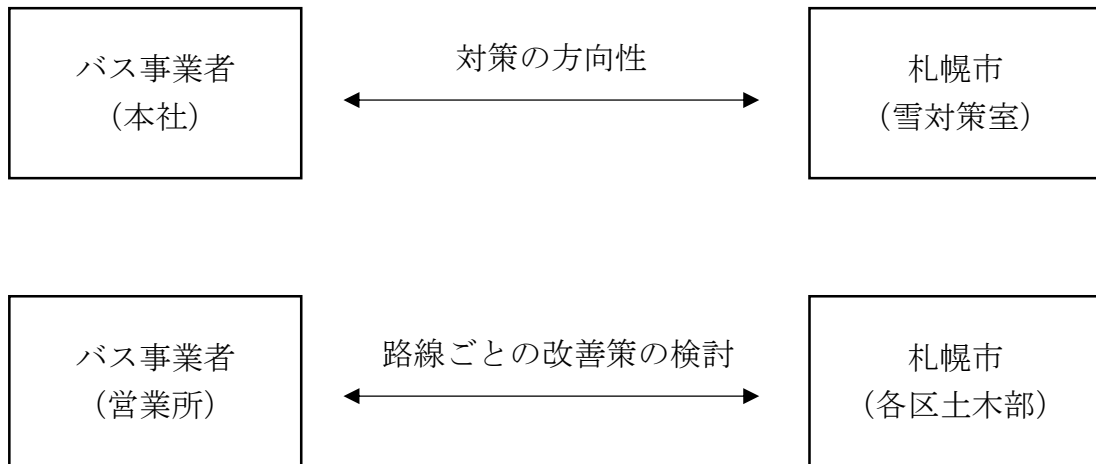 バス事業者
（本社）
対策の方向性
札幌市
（雪対策室）
バス事業者
（営業所）
路線ごとの改善策の検討
札幌市
（各区土木部）